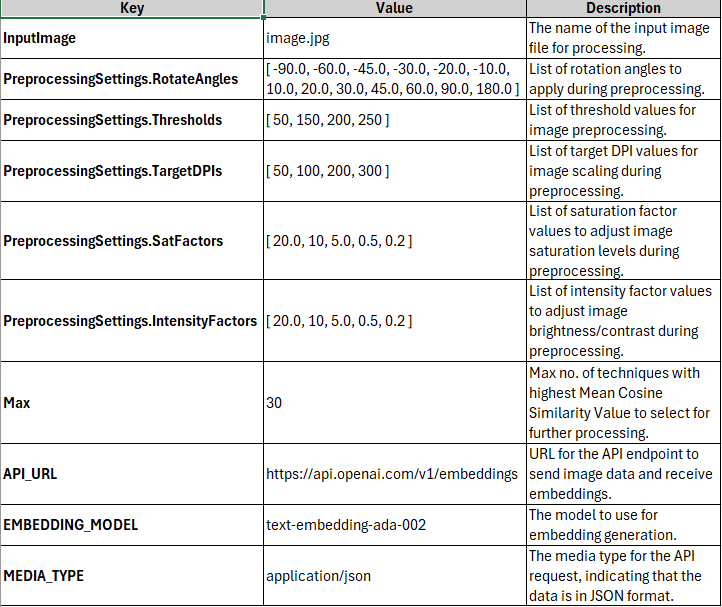 Key Value Description
InputImage image.jpg The name of the input image
file for processing.
PreprocessingSettings.RotateAngles [ -90.0, -60.0, -45.0, -30.0, -20.0, -10.0,
10.0, 20.0, 30.0, 45.0, 60.0, 90.0, 180.0 ] List of rotation angles to
apply during preprocessing.
PreprocessingSettings.Thresholds [ 50, 150, 200, 250 ] List of threshold values for
image preprocessing.
PreprocessingSettings.TargetDPIs [ 50, 100, 200, 300 ] List of target DPI values for
image scaling during
preprocessing.
PreprocessingSettings.SatFactors [ 20.0, 10, 5.0, 0.5, 0.2 ] List of saturation factor
values to adjust image
saturation levels during
preprocessing.
PreprocessingSettings.IntensityFactors [ 20.0, 10, 5.0, 0.5, 0.2 ] List of intensity factor values
to adjust image
brightness/contrast during
preprocessing.
Max 30 Max no. of techniques with
highest Mean Cosine
Similarity Value to select for
further processing.
API_URL https://api.openai.com/v1/embeddings URL for the API endpoint to
send image data and receive
embeddings.
EMBEDDING_MODEL text-embedding-ada-002 The model to use for
embedding generation.
MEDIA_TYPE application/json The media type for the API
request, indicating that the
data is in JSON format.